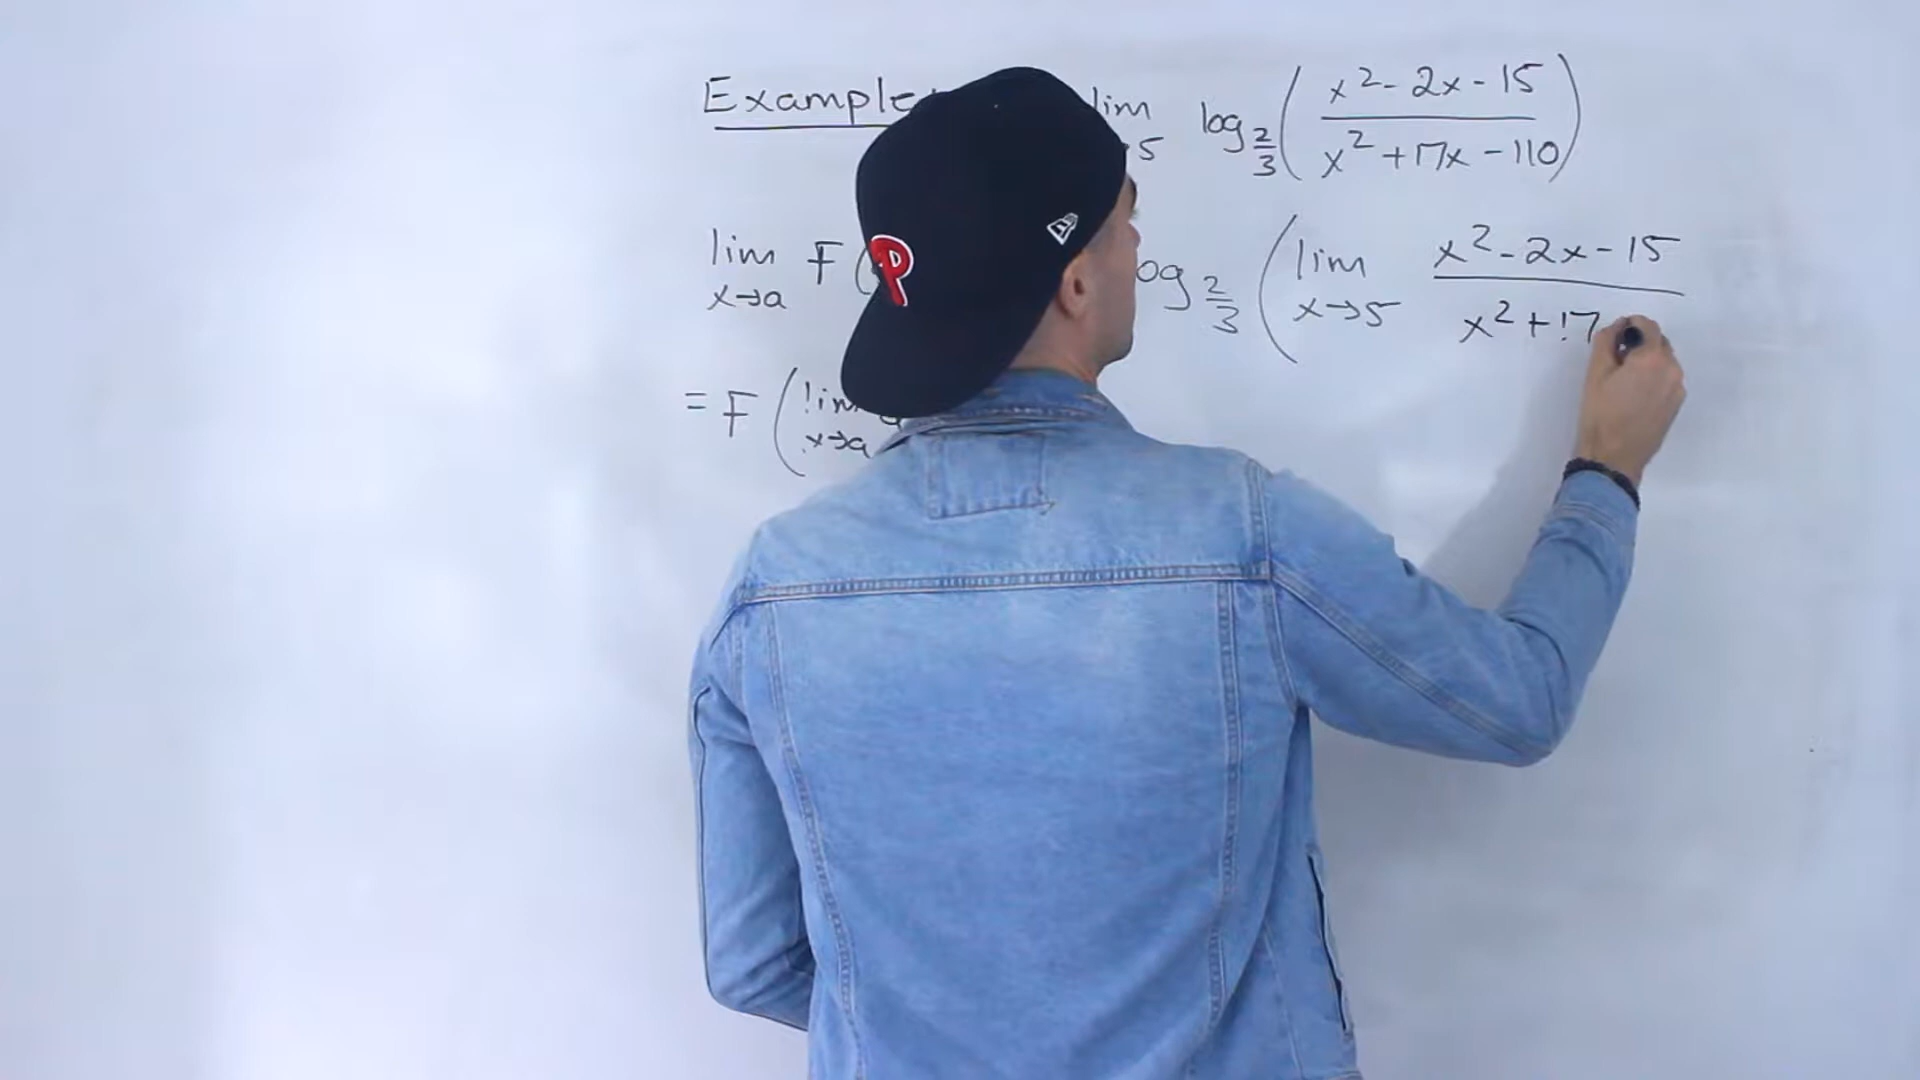 Example lim log 2/3 ( x² - 2x - 15 / x² + 17x - 110 )
5
lim F ( log 2/3 ( lim x² - 2x - 15 / x² + 17
x→a x→5
= F ( lim
x→a
P